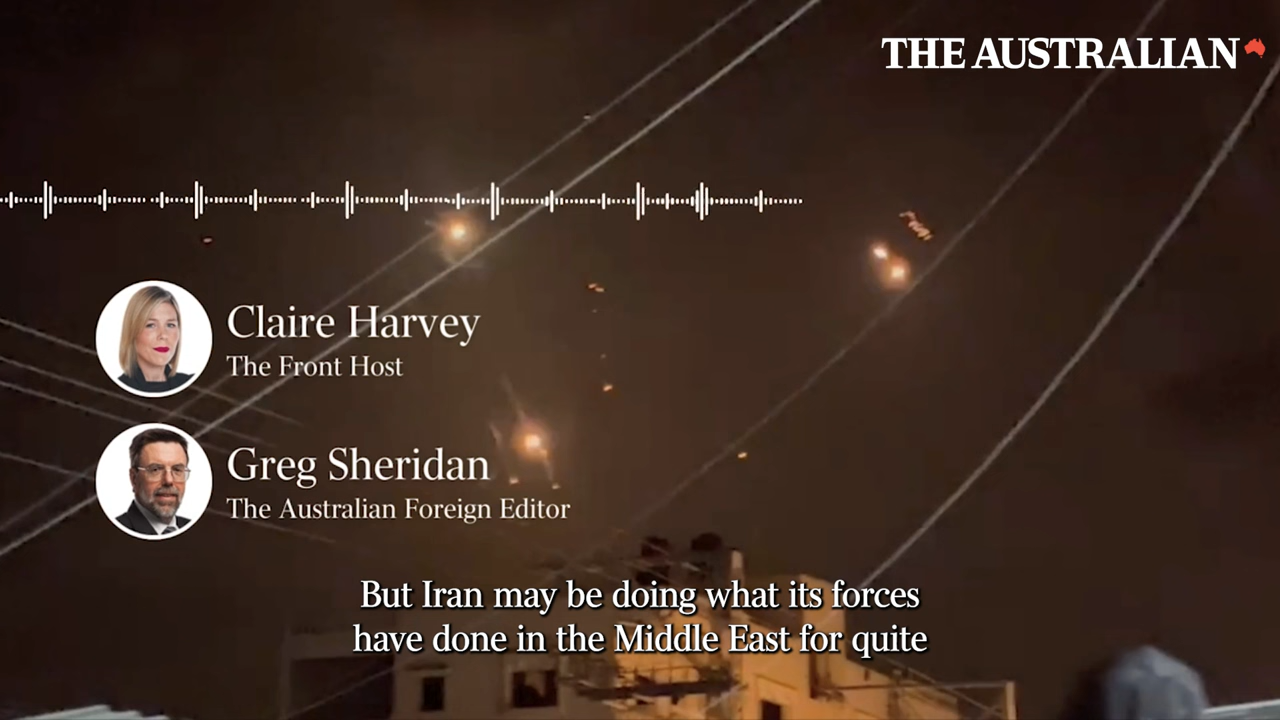 THE AUSTRALIAN
Claire Harvey
The Front Host
Greg Sheridan
The Australian Foreign Editor
But Iran may be doing what its forces
have done in the Middle East for quite